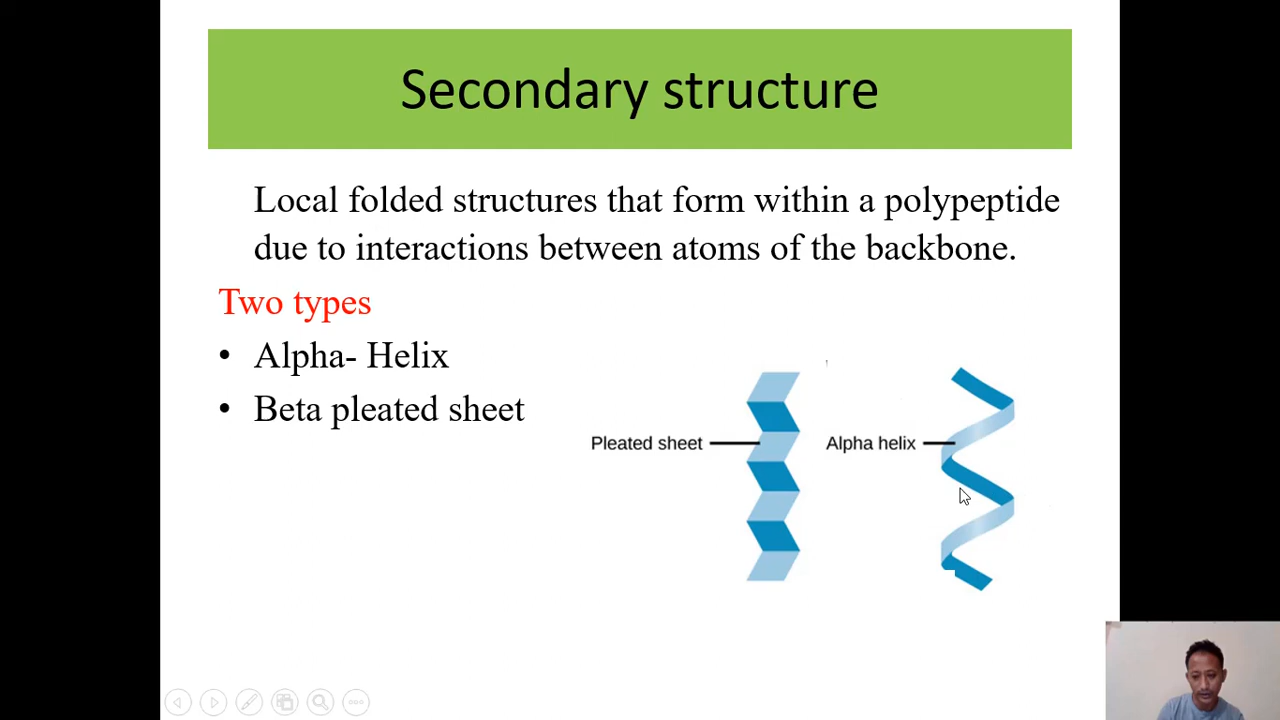 Secondary structure
Local folded structures that form within a polypeptide
due to interactions between atoms of the backbone.
Two types
• Alpha- Helix
• Beta pleated sheet
Pleated sheet
Alpha helix